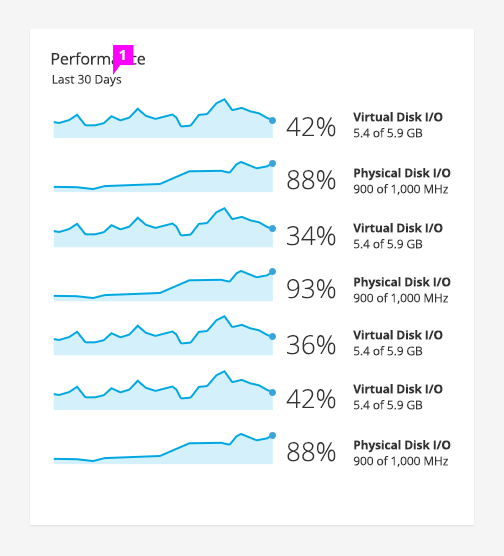 Performance
1
Last 30 Days
42%
Virtual Disk I/O
5.4 of 5.9 GB
88%
Physical Disk I/O
900 of 1,000 MHz
34%
Virtual Disk I/O
5.4 of 5.9 GB
93%
Physical Disk I/O
900 of 1,000 MHz
36%
Virtual Disk I/O
5.4 of 5.9 GB
42%
Virtual Disk I/O
5.4 of 5.9 GB
88%
Physical Disk I/O
900 of 1,000 MHz